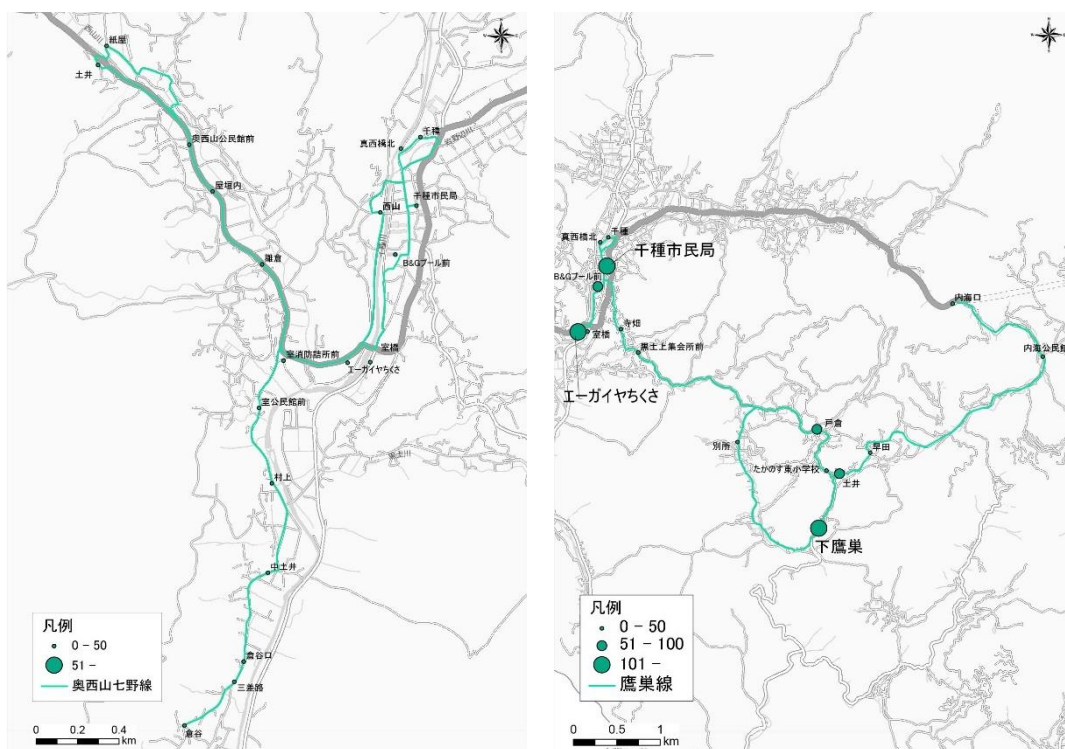 紙屋
土井
奥西山公民館前
屋垣内
鎌倉
千種
真西橋北
千種市民局
西山
B&Gプール前
室橋
室消防詰所前
エーガイヤちくさ
室公民館前
村上
中土井
倉谷口
三差路
倉谷
凡例
0 - 50
51 -
奥西山七野線
0 0.2 0.4
km
真西橋北
千種
千種市民局
B&Gプール前
室橋
エーガイヤちくさ
寺畑
黒土上集会所前
内海口
内海公民館
戸倉
別所
早田
たかのす東小学校
土井
下鷹巣
凡例
0 - 50
51 - 100
101 -
鷹巣線
0 0.5 1
km